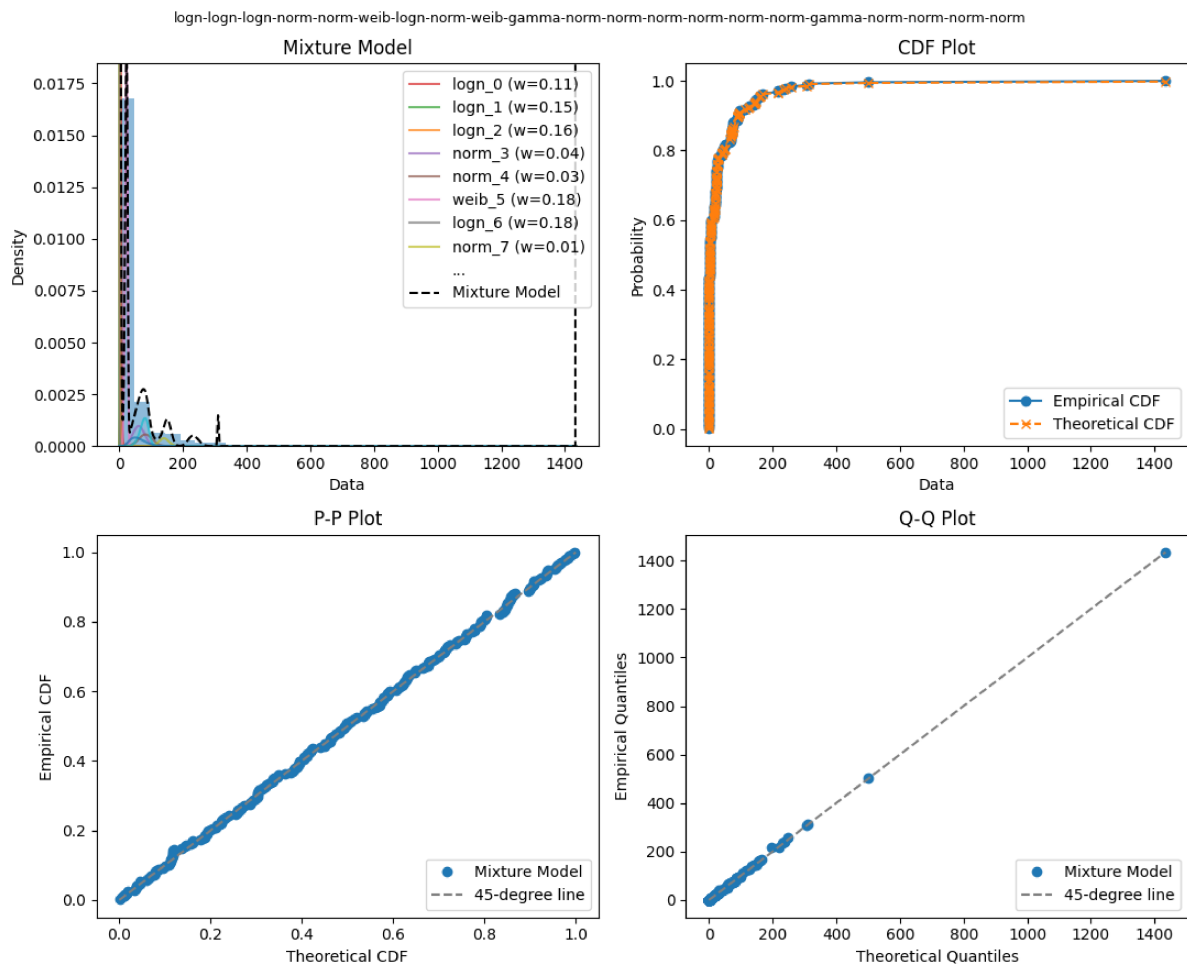 logn-logn-logn-norm-norm-weib-logn-norm-weib-gamma-norm-norm-norm-norm-norm-norm-gamma-norm-norm-norm-norm
Mixture Model
0.0175
0.0150
0.0125
0.0100
0.0075
0.0050
0.0025
0.0000
Density
0 200 400 600 800 1000 1200 1400
Data
logn_0 (w=0.11)
logn_1 (w=0.15)
logn_2 (w=0.16)
norm_3 (w=0.04)
norm_4 (w=0.03)
weib_5 (w=0.18)
logn_6 (w=0.18)
norm_7 (w=0.01)
...
Mixture Model
CDF Plot
1.0
0.8
0.6
0.4
0.2
0.0
Probability
0 200 400 600 800 1000 1200 1400
Data
Empirical CDF
Theoretical CDF
P-P Plot
1.0
0.8
0.6
0.4
0.2
0.0
Empirical CDF
0.0 0.2 0.4 0.6 0.8 1.0
Theoretical CDF
Mixture Model
45-degree line
Q-Q Plot
1400
1200
1000
800
600
400
200
0
Empirical Quantiles
0 200 400 600 800 1000 1200 1400
Theoretical Quantiles
Mixture Model
45-degree line